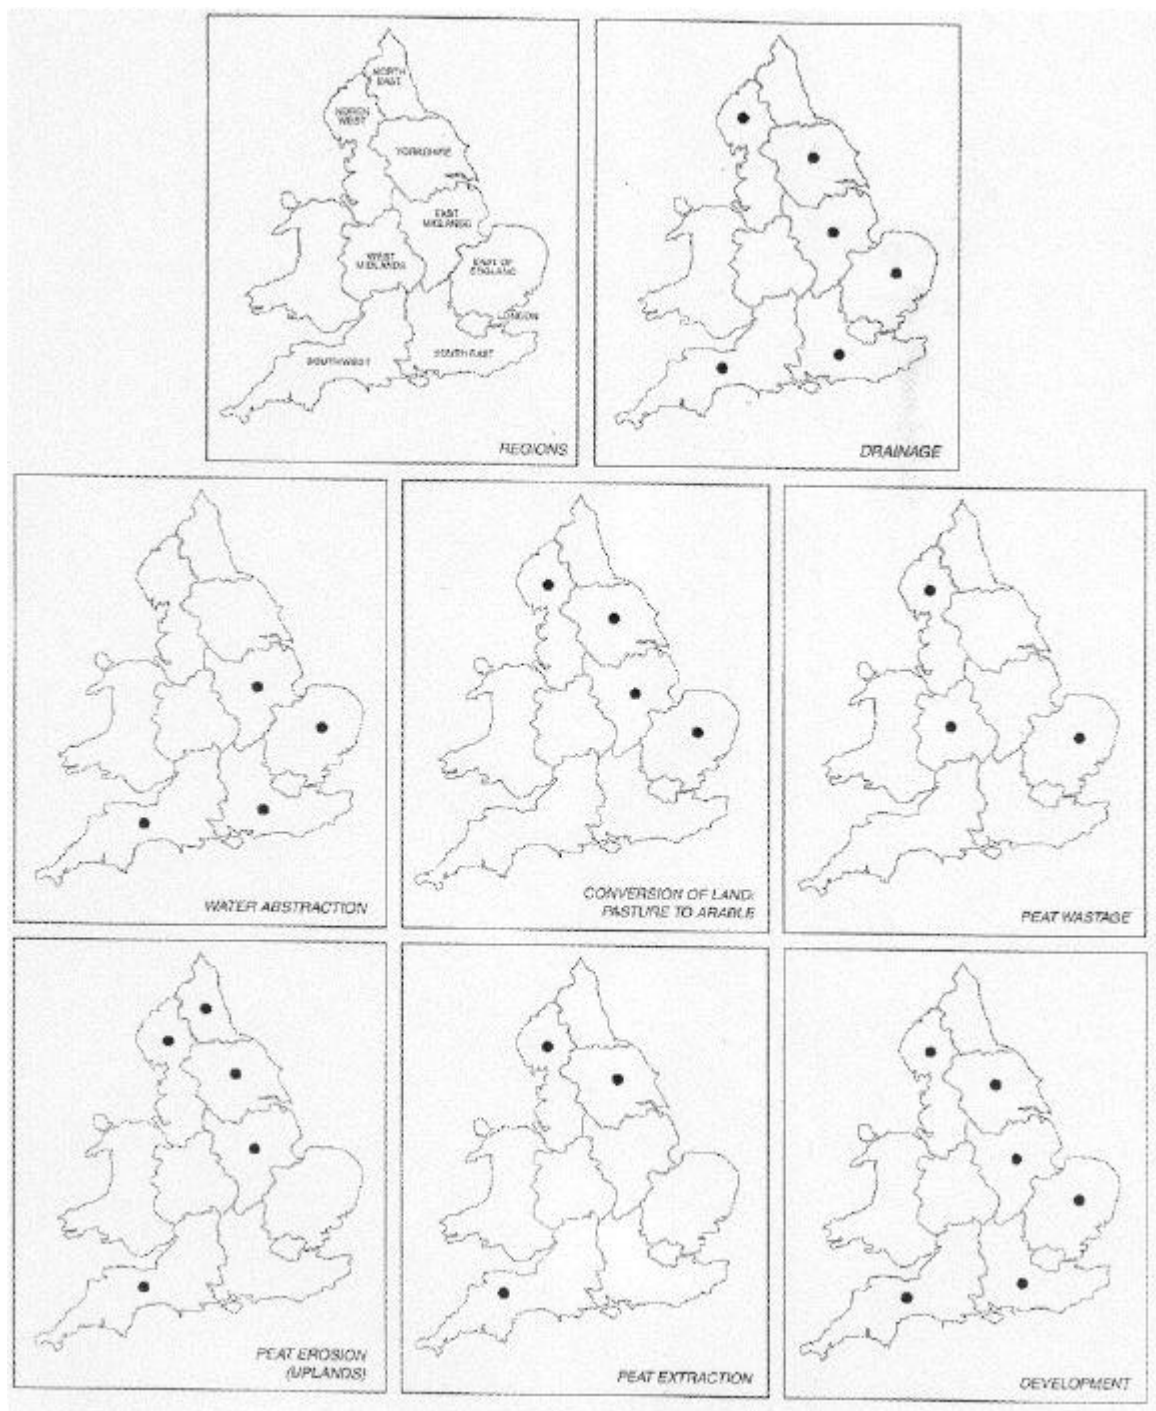 NORTH
EAST
NORTH
WEST
YORKSHIRE
EAST
MIDLANDS
WEST
MIDLANDS
EAST OF
ENGLAND
LONDON
SOUTH WEST
SOUTH EAST
REGIONS
DRAINAGE
WATER ABSTRACTION
CONVERSION OF LAND:
PASTURE TO ARABLE
PEAT WASTAGE
PEAT EROSION
(UPLANDS)
PEAT EXTRACTION
DEVELOPMENT